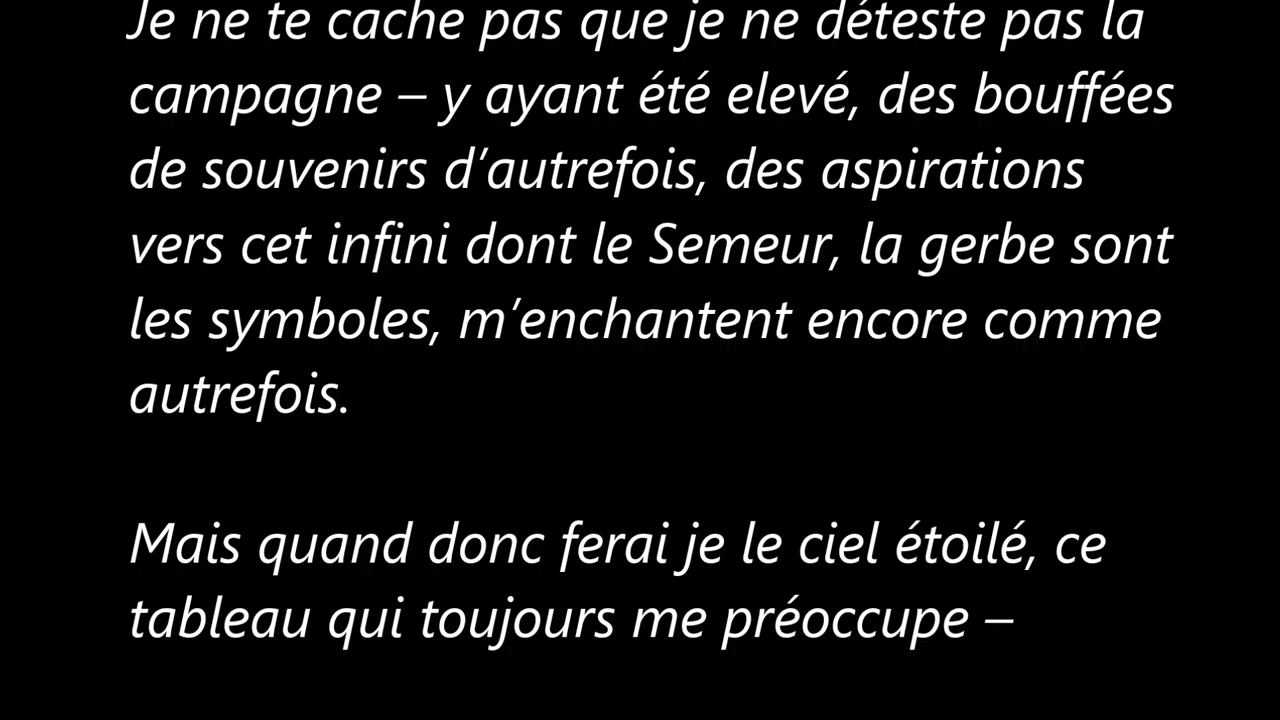 Je ne te cache pas que je ne déteste pas la
campagne – y ayant été elevé, des bouffées
de souvenirs d’autrefois, des aspirations
vers cet infini dont le Semeur, la gerbe sont
les symboles, m’enchantent encore comme
autrefois.
Mais quand donc ferai je le ciel étoilé, ce
tableau qui toujours me préoccupe –